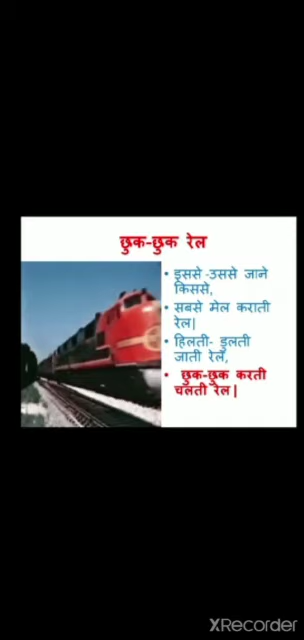 छुक-छुक रेल
• इससे -उससे जाने
किससे,
• सबसे मेल कराती
रेल|
• हिलती- डुलती
जाती रेल,
• छुक-छुक करती
चलती रेल|
XRecorder